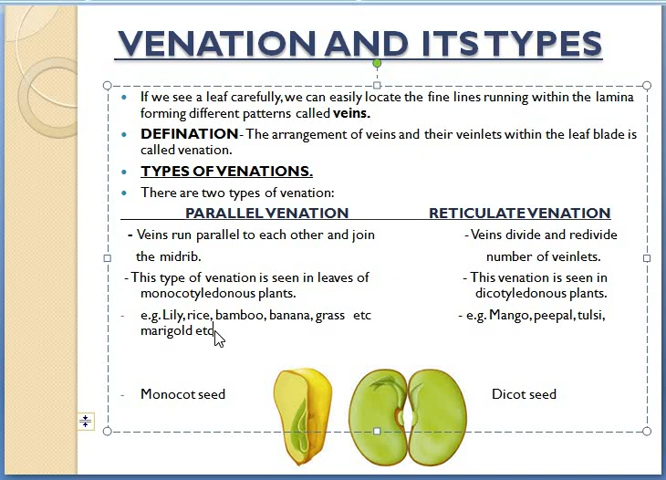 VENATION AND ITS TYPES
If we see a leaf carefully, we can easily locate the fine lines running within the lamina
forming different patterns called veins.
DEFINATION- The arrangement of veins and their veinlets within the leaf blade is
called venation.
TYPES OF VENATIONS.
There are two types of venation:
PARALLEL VENATION RETICULATE VENATION
- Veins run parallel to each other and join - Veins divide and redivide
the midrib. number of veinlets.
- This type of venation is seen in leaves of - This venation is seen in
monocotyledonous plants. dicotyledonous plants.
- e.g. Lily, rice, bamboo, banana, grass etc - e.g. Mango, peepal, tulsi,
marigold etc
- Monocot seed Dicot seed